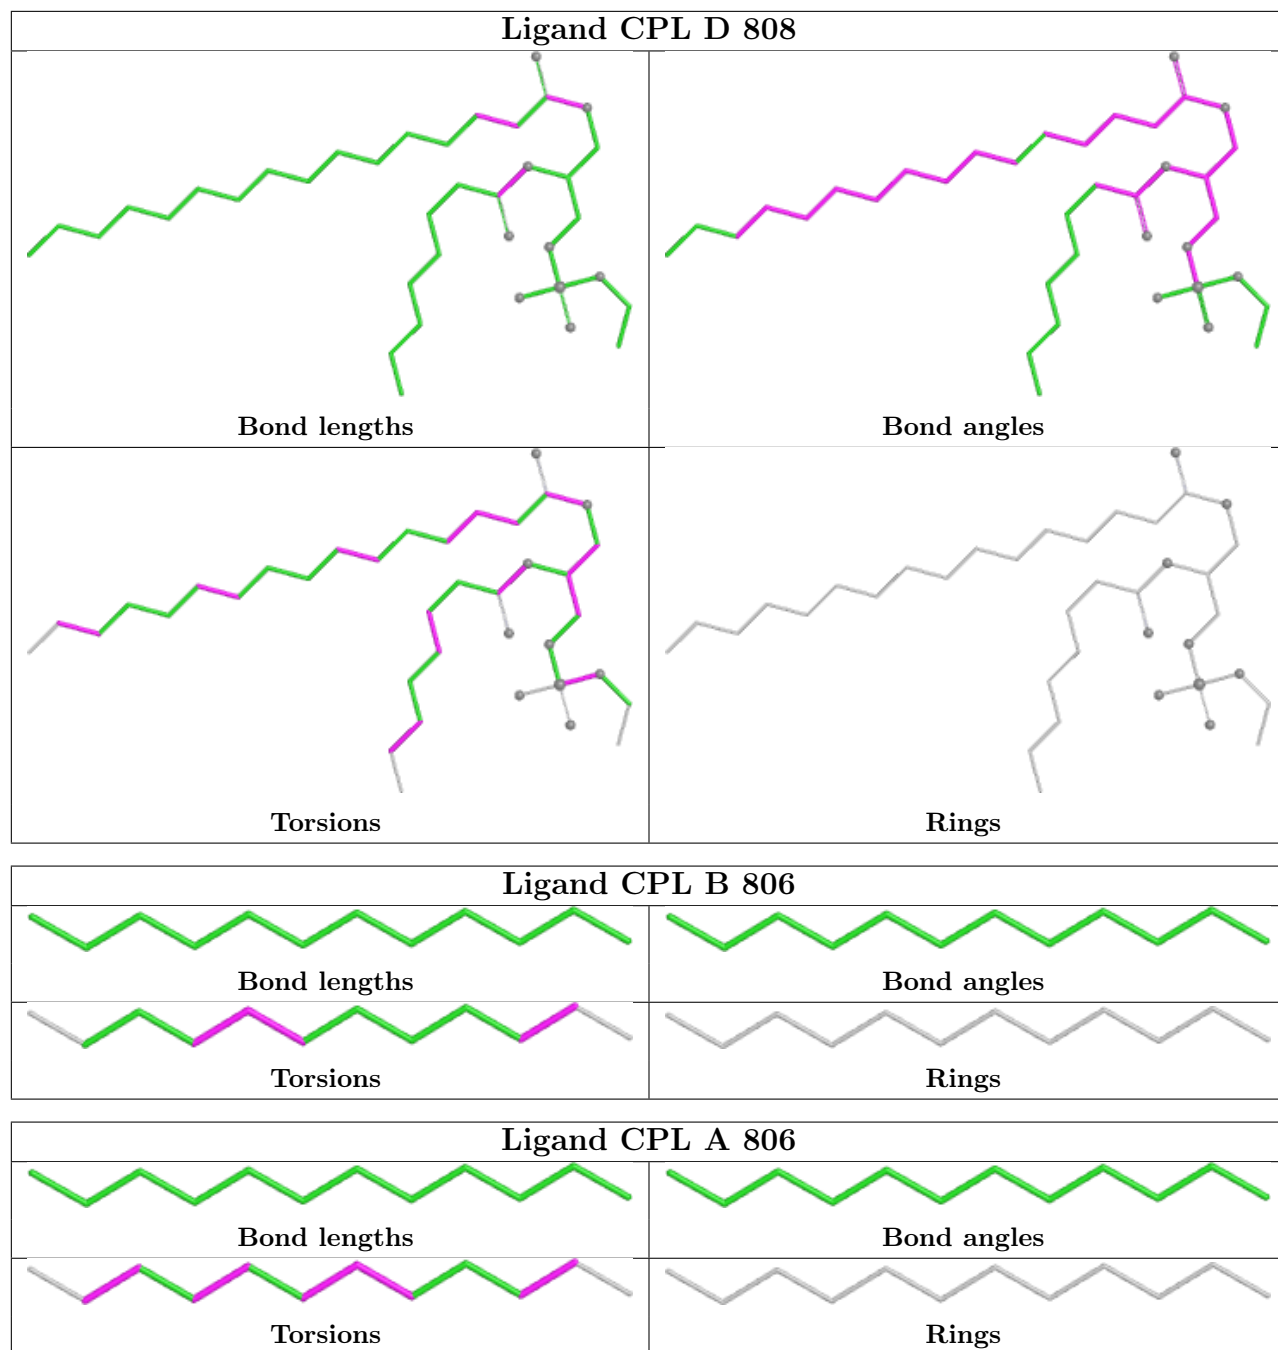 Ligand CPL D 808
Bond lengths
Bond angles
Torsions
Rings
Ligand CPL B 806
Bond lengths
Bond angles
Torsions
Rings
Ligand CPL A 806
Bond lengths
Bond angles
Torsions
Rings